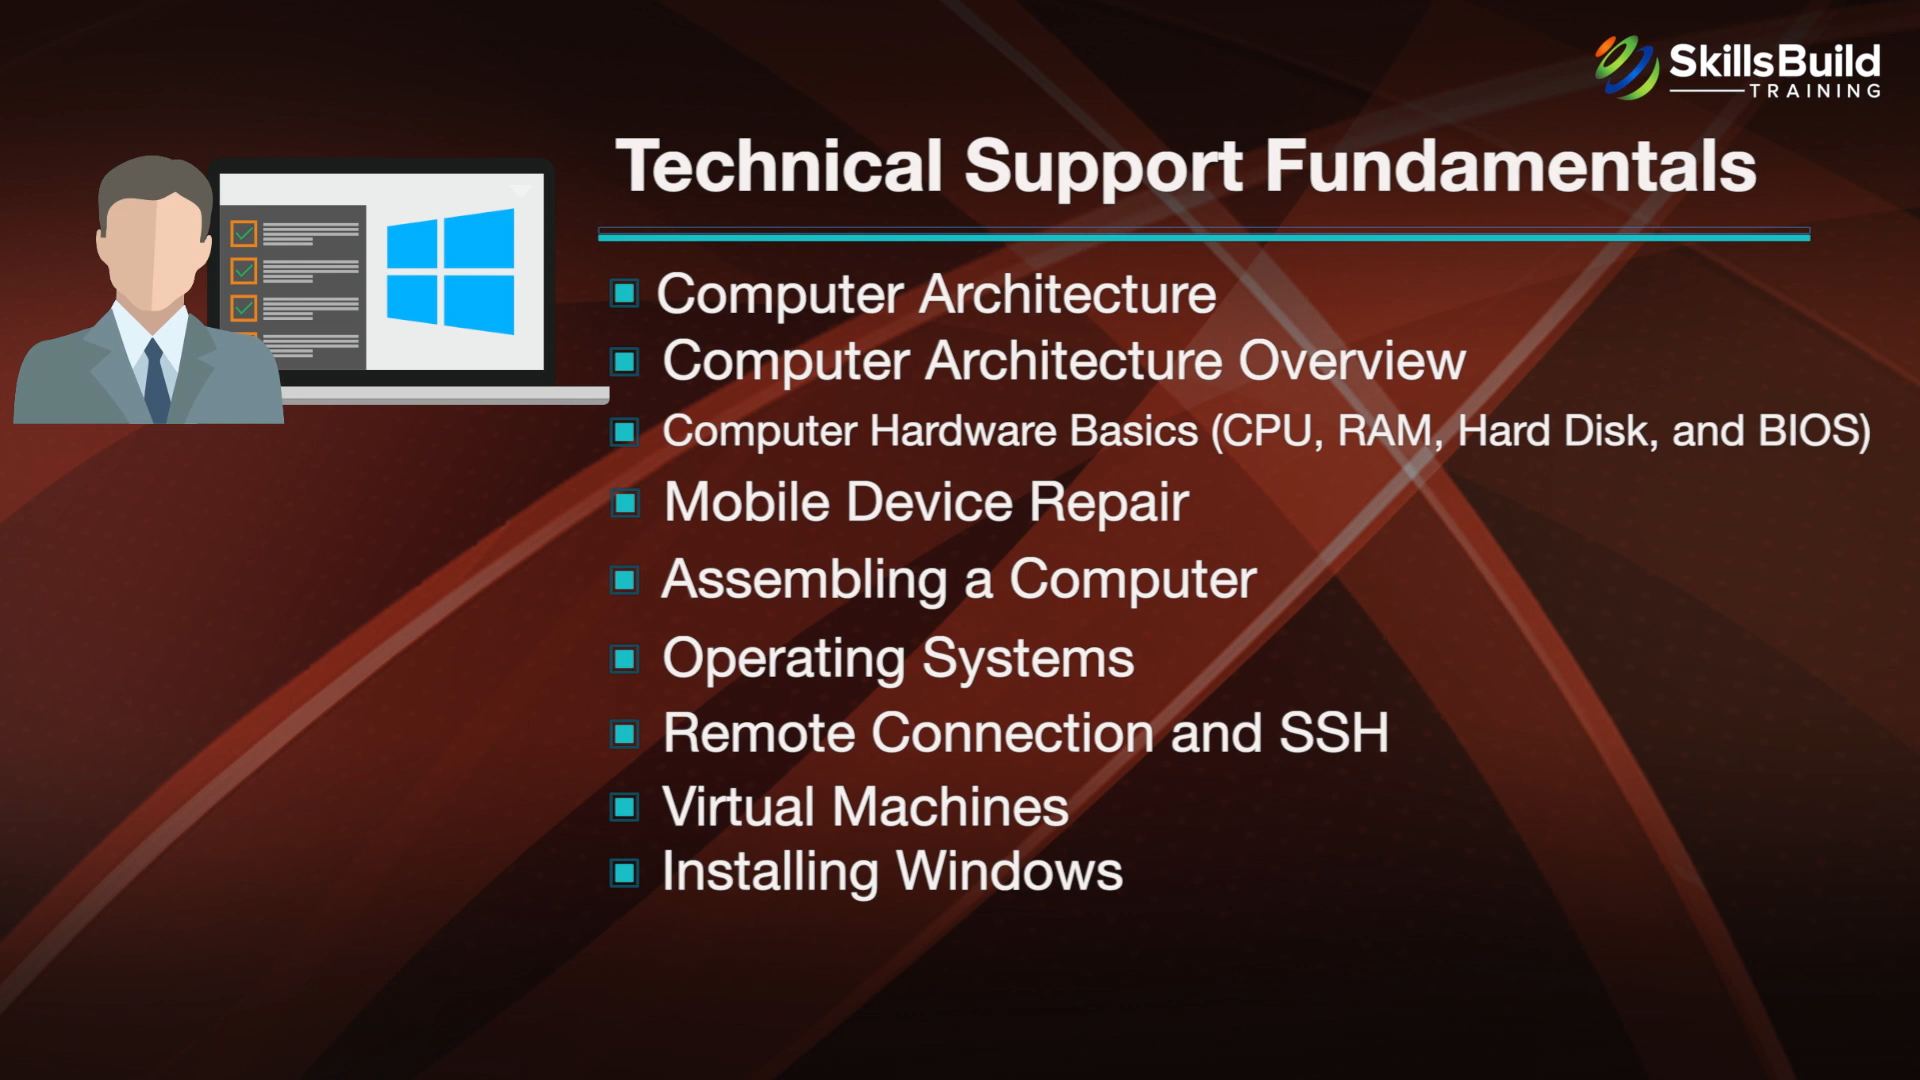 SkillsBuild
TRAINING
Technical Support Fundamentals
Computer Architecture
Computer Architecture Overview
Computer Hardware Basics (CPU, RAM, Hard Disk, and BIOS)
Mobile Device Repair
Assembling a Computer
Operating Systems
Remote Connection and SSH
Virtual Machines
Installing Windows